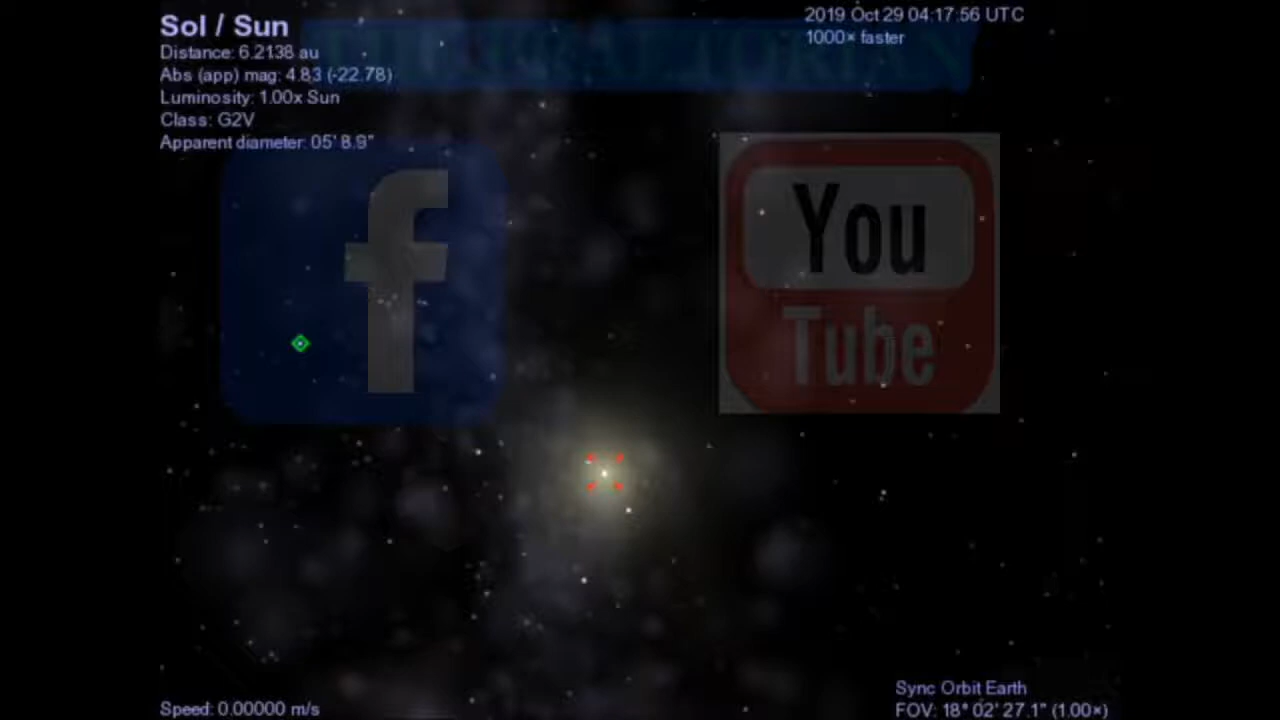 Sol / Sun
Distance: 6.2138 au
Abs (app) mag: 4.83 (-22.78)
Luminosity: 1.00x Sun
Class: G2V
Apparent diameter: 05' 8.9"
2019 Oct 29 04:17:56 UTC
1000× faster
f
You
Tube
Speed: 0.00000 m/s
Sync Orbit Earth
FOV: 18° 02' 27.1" (1.00×)